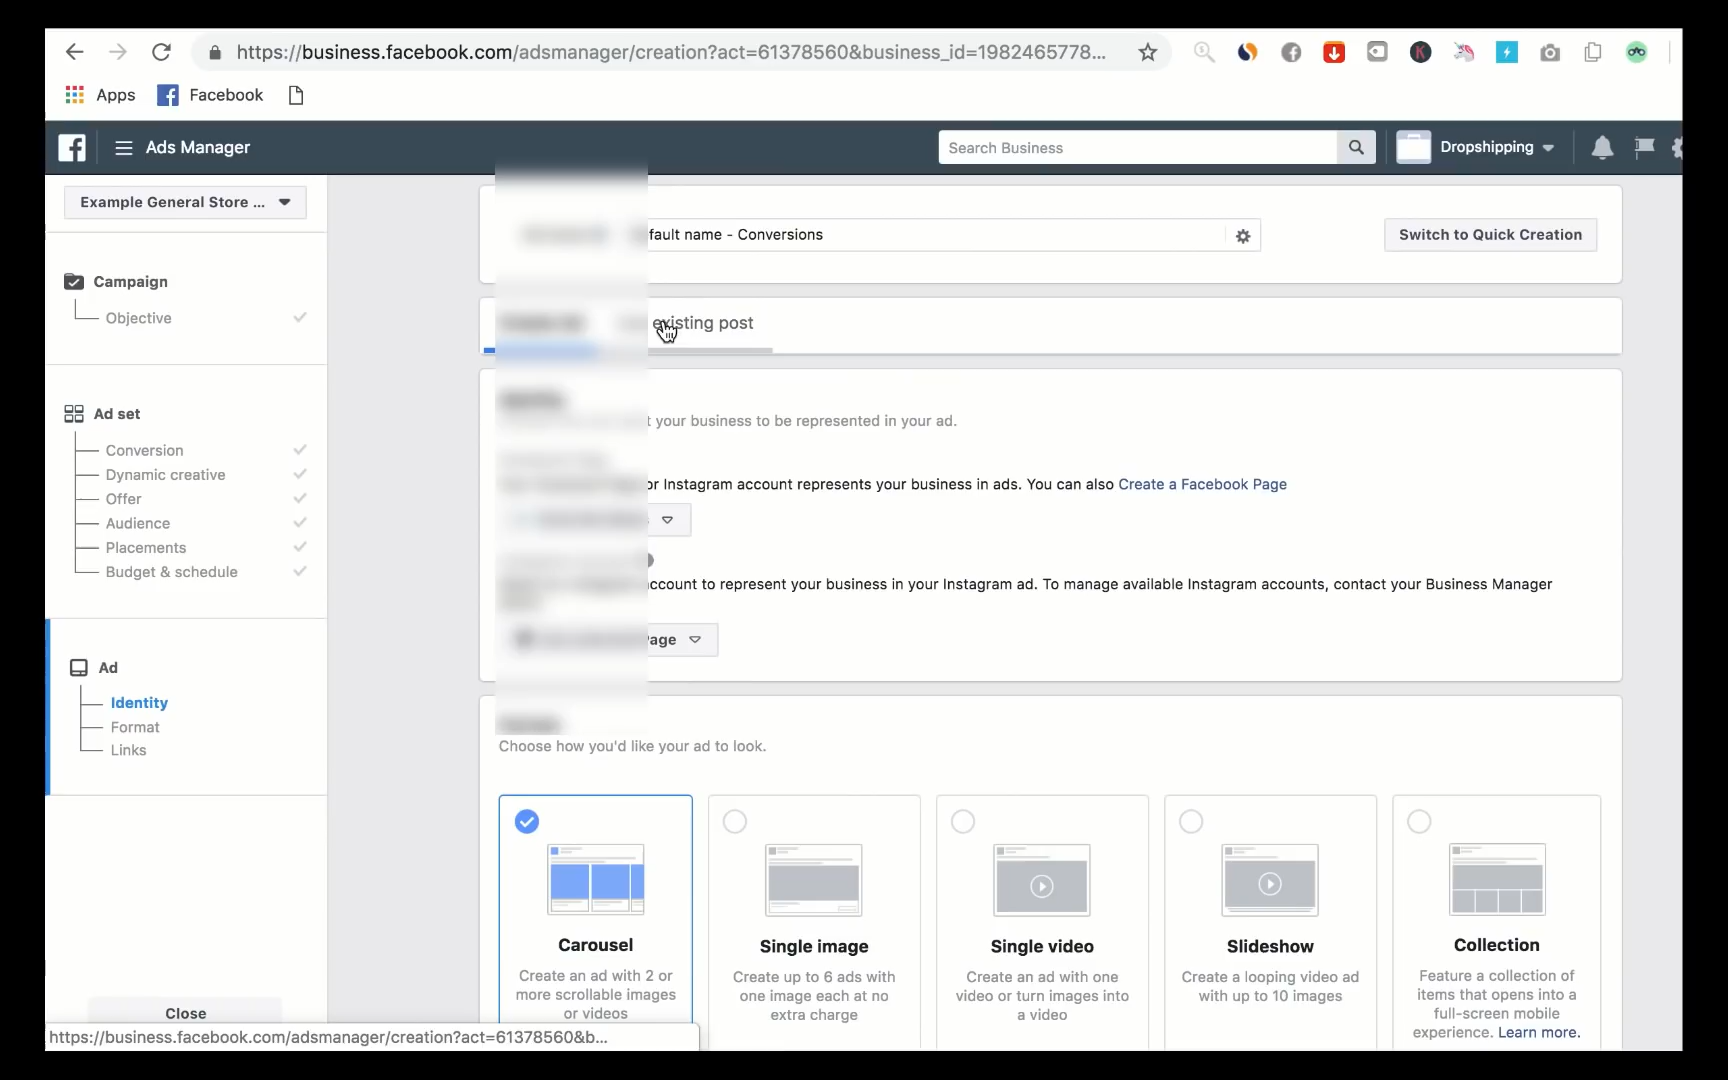 https://business.facebook.com/adsmanager/creation?act=61378560&business_id=1982465778...
Apps
Facebook
Ads Manager
Search Business
Dropshipping
Example General Store ...
fault name - Conversions
Switch to Quick Creation
Campaign
Objective
existing post
your business to be represented in your ad.
Ad set
Conversion
Dynamic creative
Offer
Audience
Placements
Budget & schedule
or Instagram account represents your business in ads. You can also Create a Facebook Page
account to represent your business in your Instagram ad. To manage available Instagram accounts, contact your Business Manager
Page
Ad
Identity
Format
Links
Choose how you'd like your ad to look.
Carousel
Create an ad with 2 or
more scrollable images
or videos
Single image
Create up to 6 ads with
one image each at no
extra charge
Single video
Create an ad with one
video or turn images into
a video
Slideshow
Create a looping video ad
with up to 10 images
Collection
Feature a collection of
items that opens into a
full-screen mobile
experience. Learn more.
Close
https://business.facebook.com/adsmanager/creation?act=61378560&b...